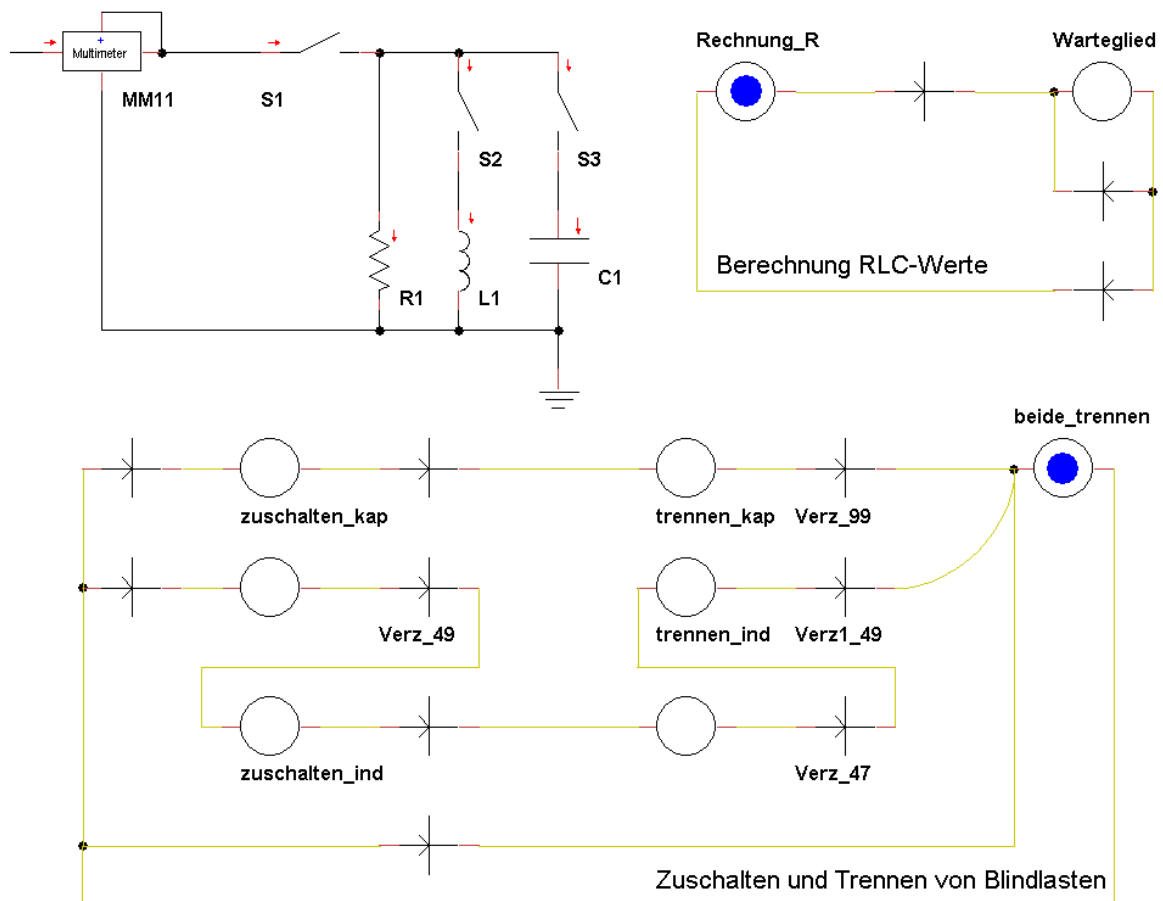 Rechnung_R
Warteglied
+
Multimeter
MM11
S1
S2
S3
R1
L1
C1
Berechnung RLC-Werte
beide_trennen
zuschalten_kap
trennen_kap
Verz_99
Verz_49
trennen_ind
Verz1_49
zuschalten_ind
Verz_47
Zuschalten und Trennen von Blindlasten